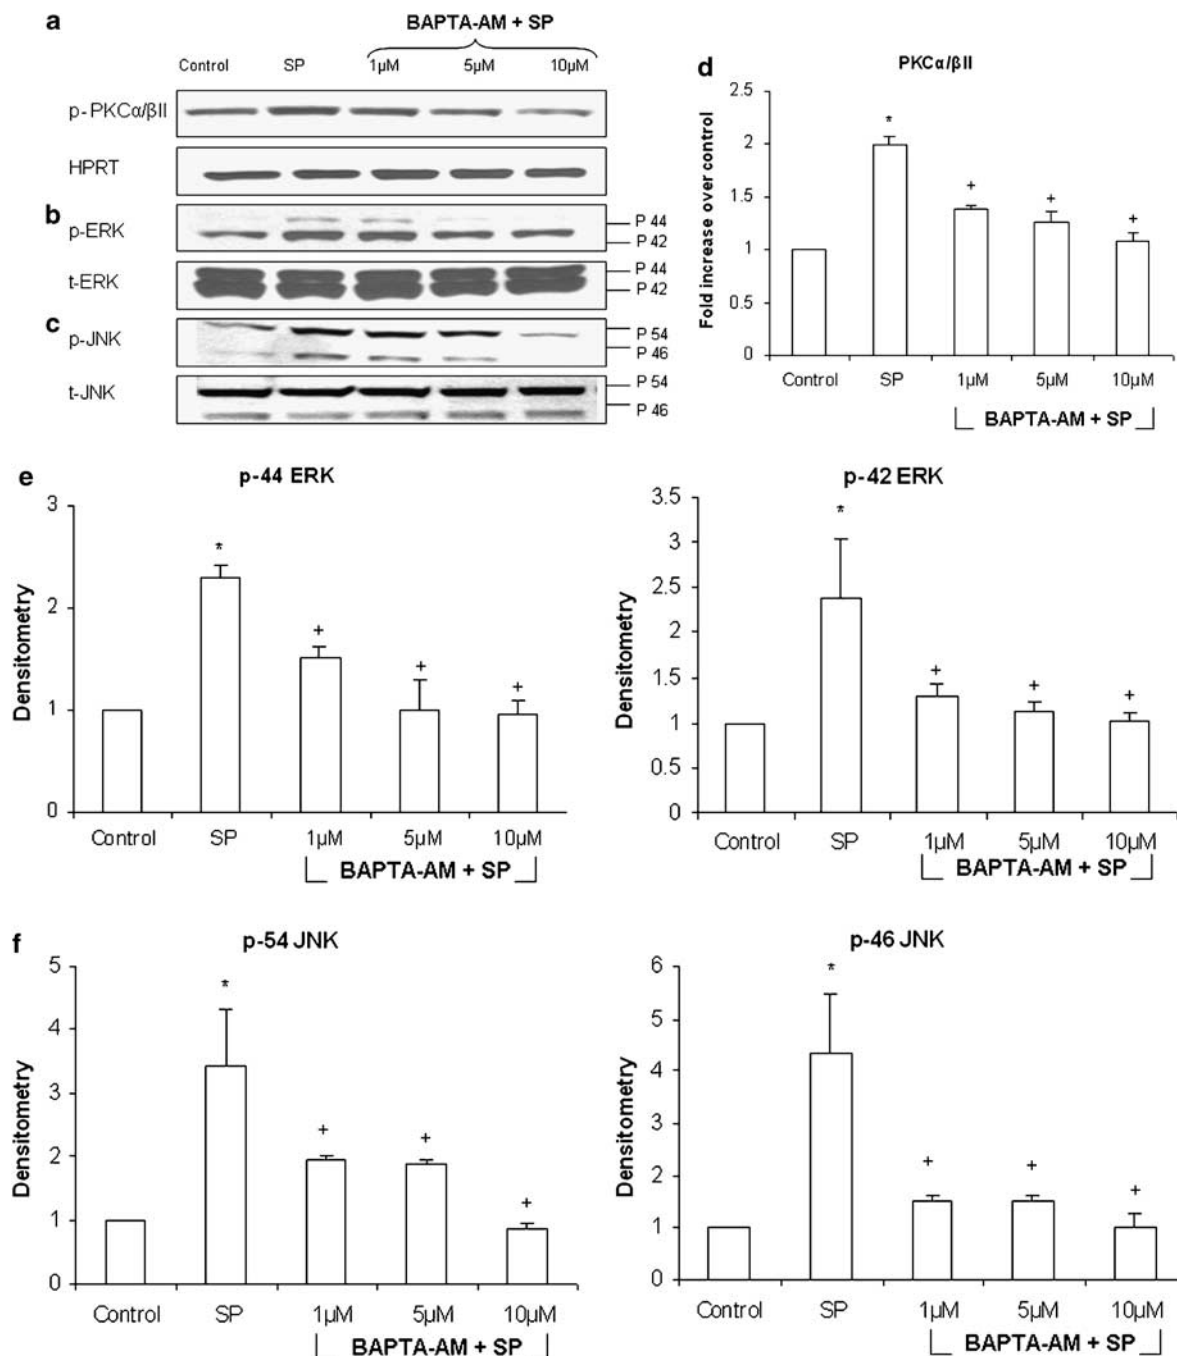 a
BAPTA-AM + SP
Control SP 1µM 5µM 10µM
p-PKCα/βII
HPRT
b
p-ERK
P 44
P 42
t-ERK
P 44
P 42
c
p-JNK
P 54
P 46
t-JNK
P 54
P 46
d
PKCα/βII
Fold increase over control
2.5
2
1.5
1
0.5
0
*
+
+
+
Control SP 1µM 5µM 10µM
BAPTA-AM + SP
e
p-44 ERK
Densitometry
3
2
1
0
*
+
+
+
Control SP 1µM 5µM 10µM
BAPTA-AM + SP
p-42 ERK
Densitometry
3.5
3
2.5
2
1.5
1
0.5
0
*
+
+
+
Control SP 1µM 5µM 10µM
BAPTA-AM + SP
f
p-54 JNK
Densitometry
5
4
3
2
1
0
*
+
+
+
Control SP 1µM 5µM 10µM
BAPTA-AM + SP
p-46 JNK
Densitometry
6
5
4
3
2
1
0
*
+
+
+
Control SP 1µM 5µM 10µM
BAPTA-AM + SP